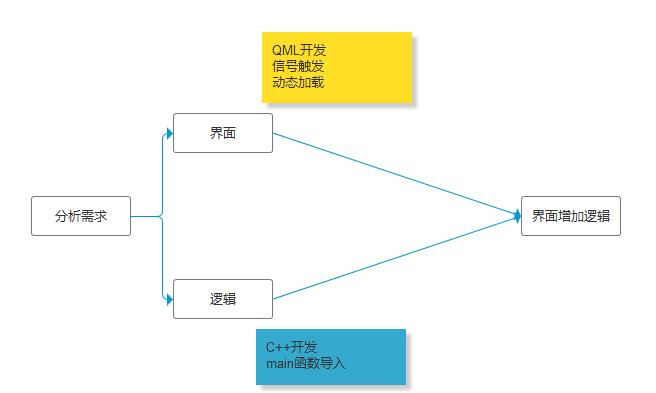 QML开发
信号触发
动态加载
界面
分析需求
界面增加逻辑
逻辑
C++开发
main函数导入